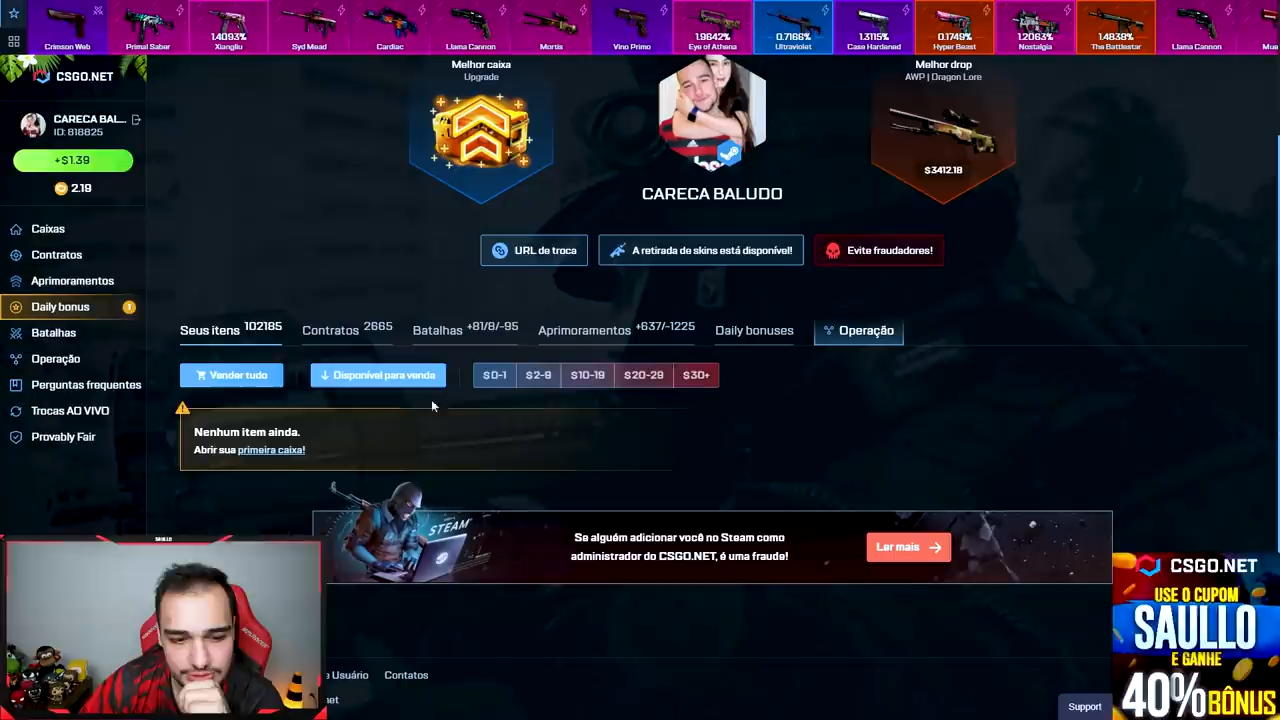 Crimson Web
Primal Saber
1.4093%
Xiangliu
Syd Mead
Cardiac
Llama Cannon
Mortis
Vino Primo
1.9642%
Eye of Athena
0.7166%
Ultraviolet
1.3115%
Case Hardened
0.1749%
Hyper Beast
1.2063%
Nostalgia
1.4838%
The Battlestar
Llama Cannon
CSGO.NET
CARECA BAL...
ID: 818825
+$1.39
2.19
Caixas
Contratos
Aprimoramentos
Daily bonus
1
Batalhas
Operação
Perguntas frequentes
Trocas AO VIVO
Provably Fair
Melhor caixa
Upgrade
CARECA BALUDO
Melhor drop
AWP | Dragon Lore
$3412.18
URL de troca
A retirada de skins está disponível!
Evite fraudadores!
Seus itens 102185
Contratos 2665
Batalhas +81/8/-95
Aprimoramentos +637/-1225
Daily bonuses
Operação
Vender tudo
Disponível para venda
$0-1
$2-9
$10-19
$20-29
$30+
Nenhum item ainda.
Abrir sua primeira caixa!
STEAM
Se alguém adicionar você no Steam como
administrador do CSGO.NET, é uma fraude!
Ler mais
SAULLO
e Usuário
Contatos
net
CSGO.NET
USE O CUPOM
SAULLO
E GANHE
40% BÔNUS
Support